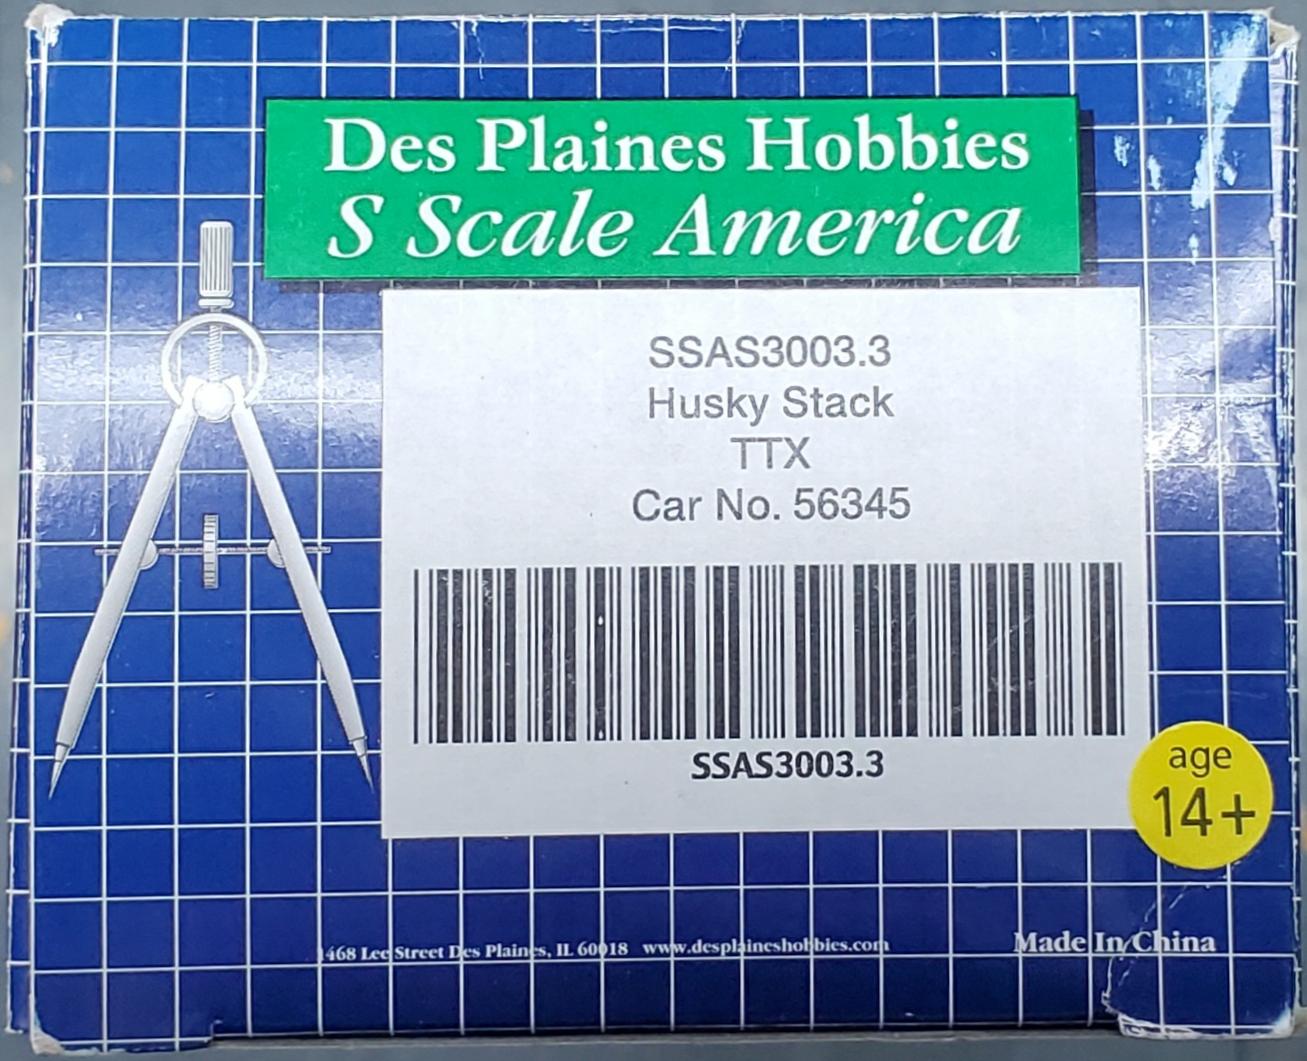 Des Plaines Hobbies
S Scale America
SSAS3003.3
Husky Stack
TTX
Car No. 56345
SSAS3003.3
age
14+
1468 Lee Street Des Plaines, IL 60018 www.desplaineshobbies.com
Made In China